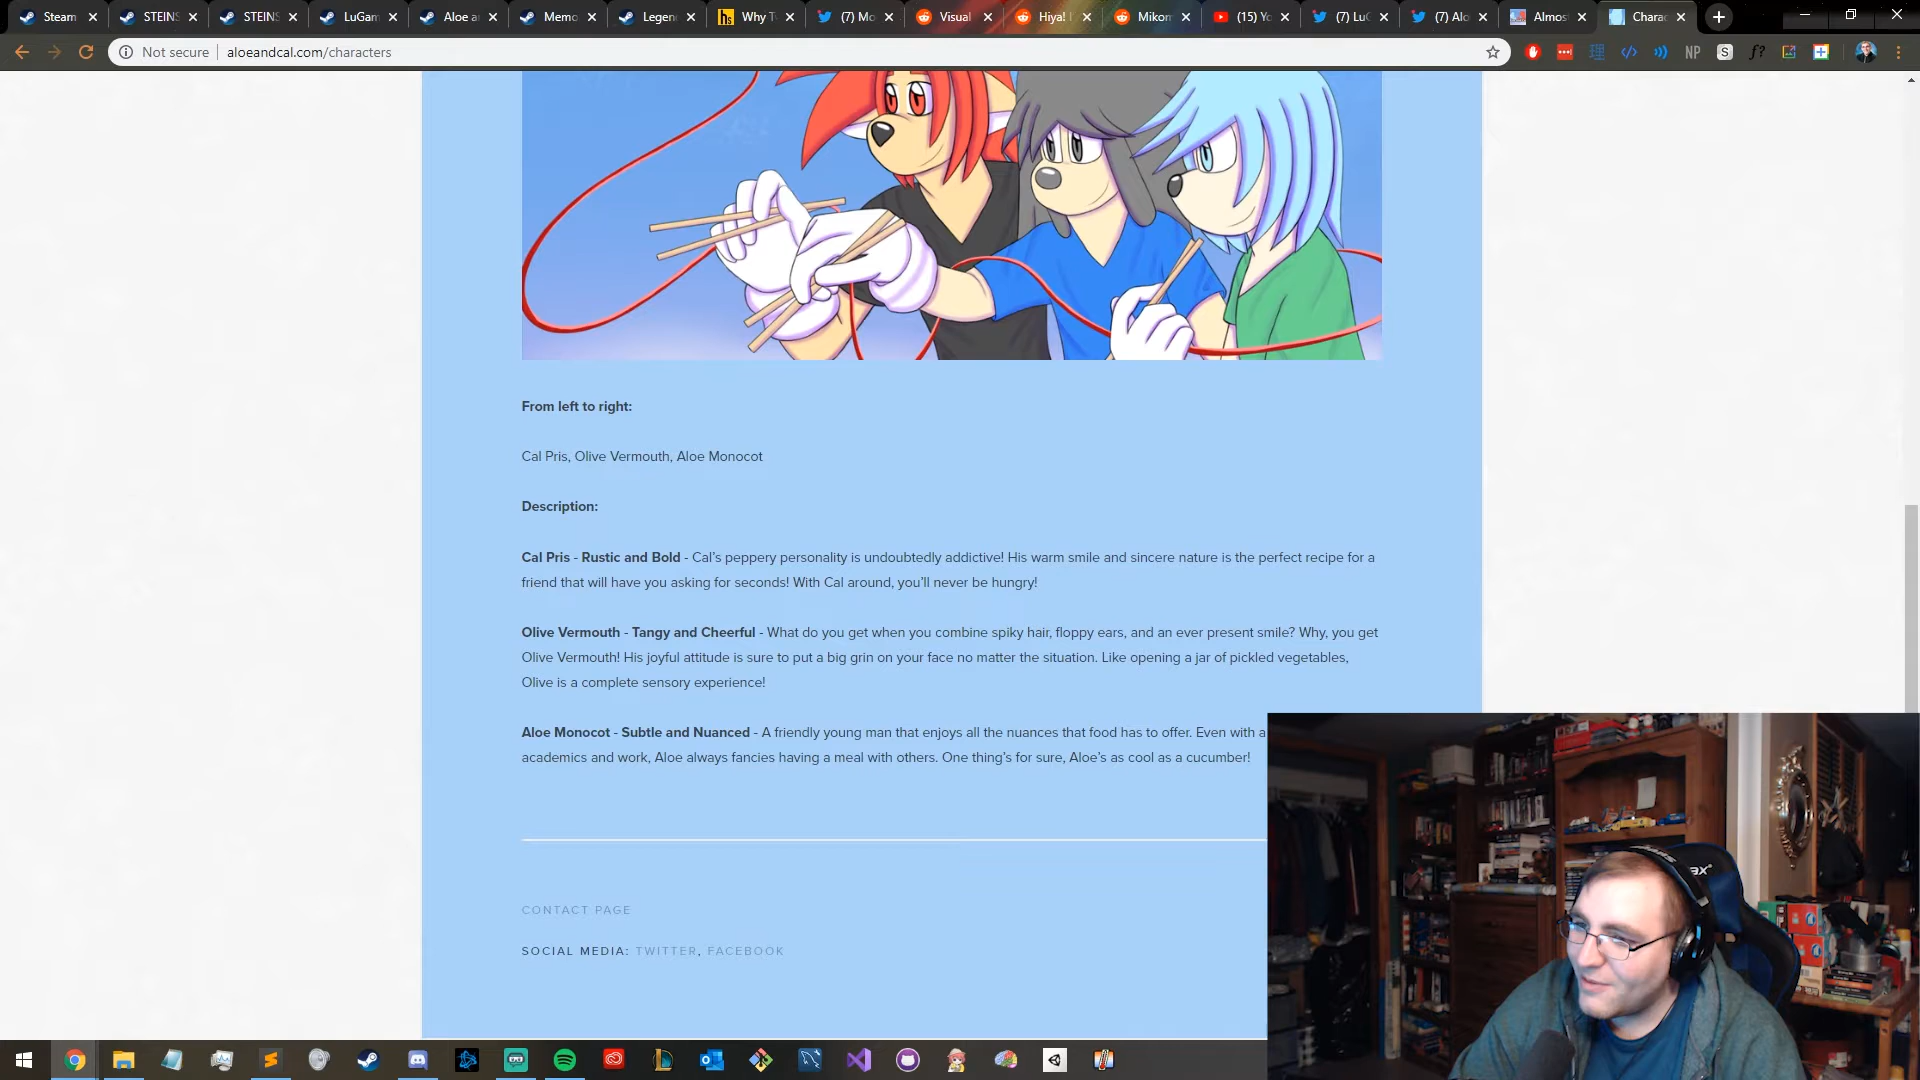 Steam
STEINS
STEINS
LuGam
Aloe a
Memo
Legen
hs
Why T
(7) Mo
Visual
Hiya! I
Mikom
(15) Yo
(7) LuG
(7) Alo
Almos
Charac
Not secure
aloeandcal.com/characters
NP
S
f?
From left to right:
Cal Pris, Olive Vermouth, Aloe Monocot
Description:
Cal Pris - Rustic and Bold - Cal's peppery personality is undoubtedly addictive! His warm smile and sincere nature is the perfect recipe for a
friend that will have you asking for seconds! With Cal around, you'll never be hungry!
Olive Vermouth - Tangy and Cheerful - What do you get when you combine spiky hair, floppy ears, and an ever present smile? Why, you get
Olive Vermouth! His joyful attitude is sure to put a big grin on your face no matter the situation. Like opening a jar of pickled vegetables,
Olive is a complete sensory experience!
Aloe Monocot - Subtle and Nuanced - A friendly young man that enjoys all the nuances that food has to offer. Even with a
academics and work, Aloe always fancies having a meal with others. One thing's for sure, Aloe's as cool as a cucumber!
CONTACT PAGE
SOCIAL MEDIA: TWITTER, FACEBOOK